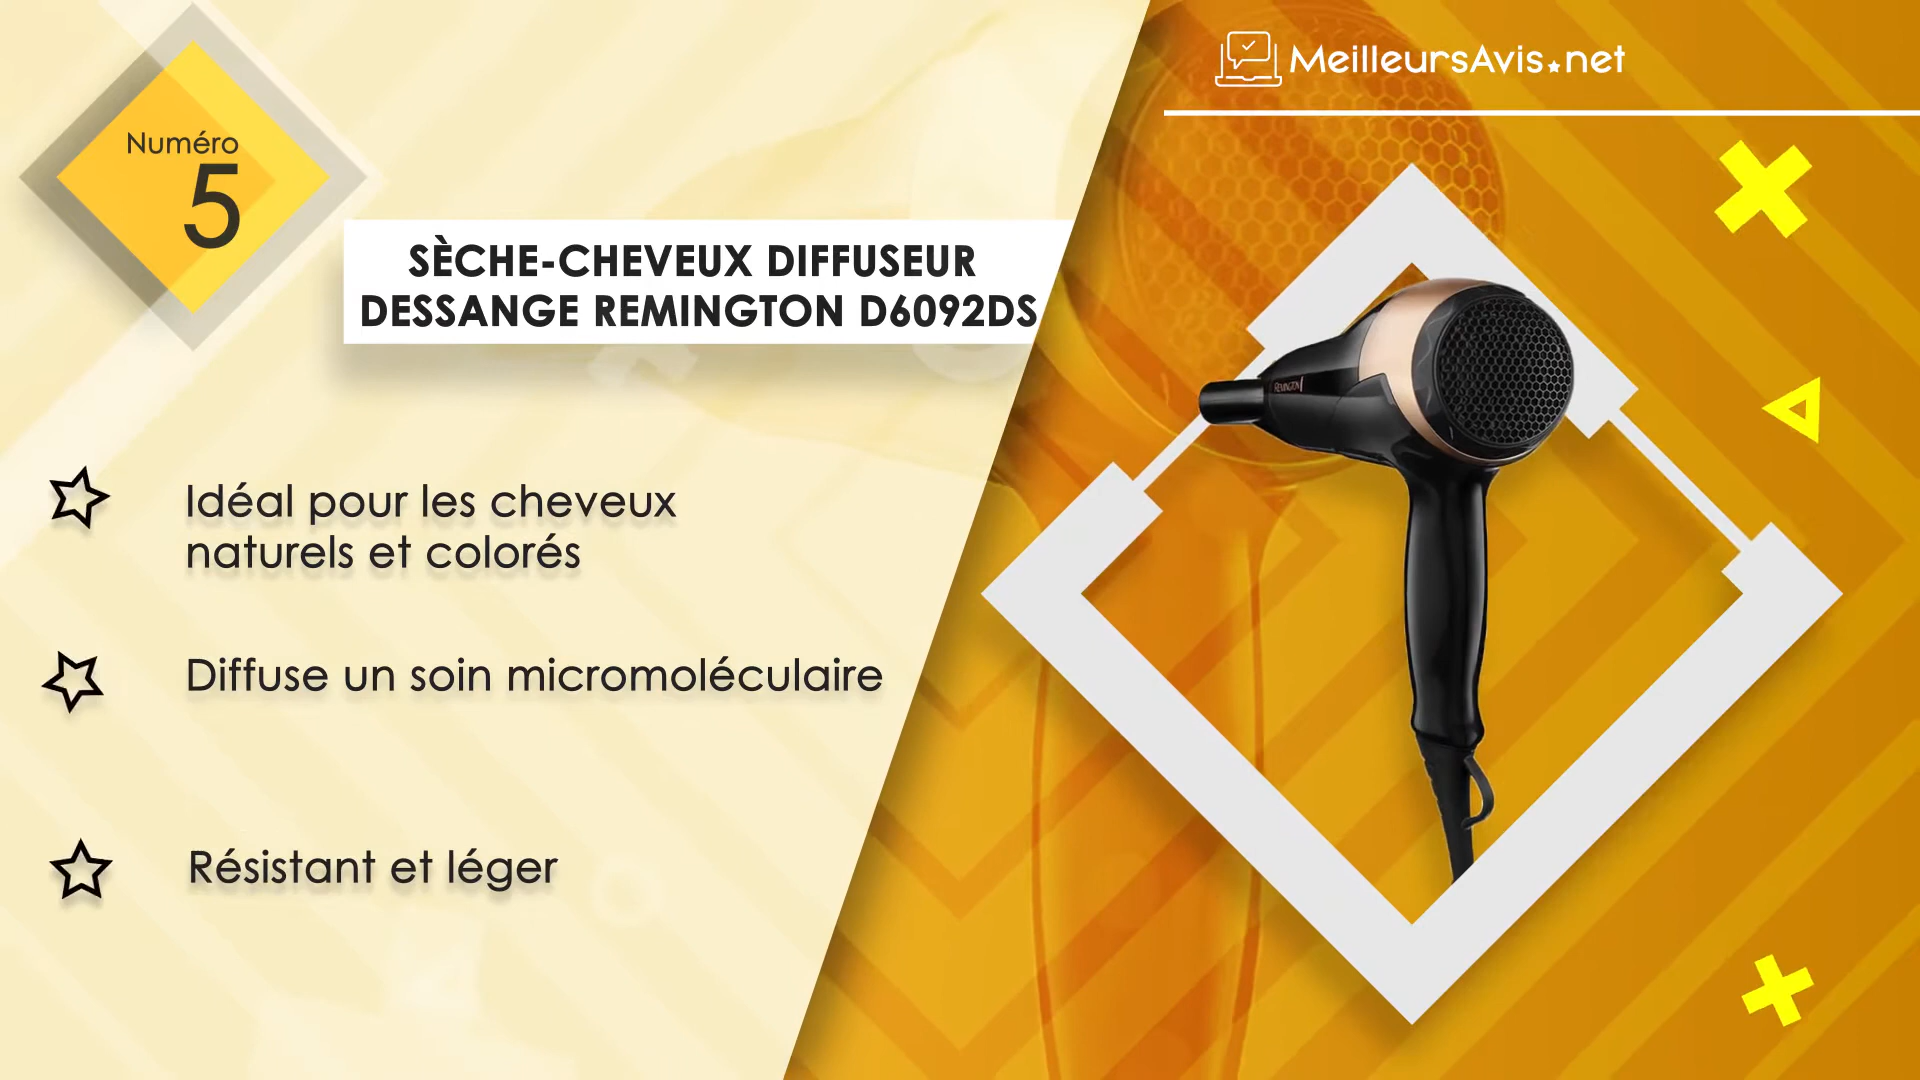 Numéro
5
MeilleursAvis.net
SÈCHE-CHEVEUX DIFFUSEUR
DESSANGE REMINGTON D6092DS
REMINGTON
Idéal pour les cheveux
naturels et colorés
Diffuse un soin micromoléculaire
Résistant et léger